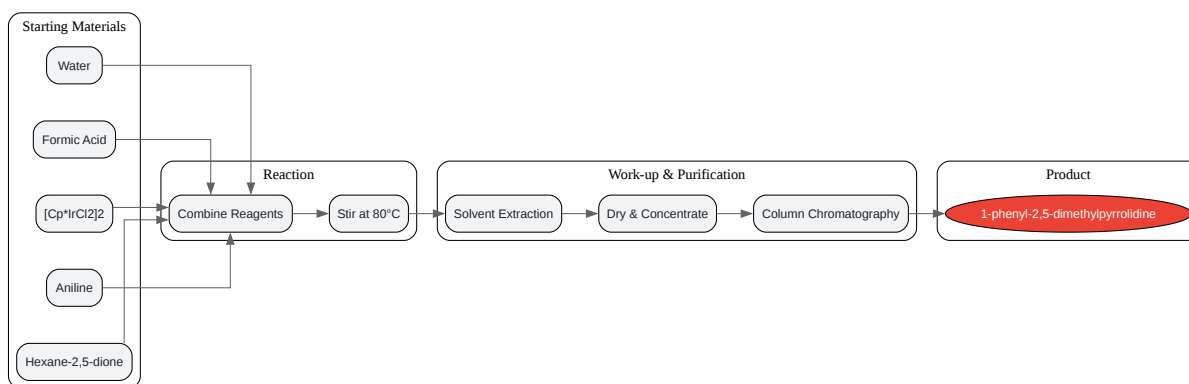 Starting Materials
Water
Formic Acid
[Cp*IrCl2]2
Aniline
Hexane-2,5-dione
Reaction
Combine Reagents
Stir at 80°C
Work-up & Purification
Solvent Extraction
Dry & Concentrate
Column Chromatography
Product
1-phenyl-2,5-dimethylpyrrolidine